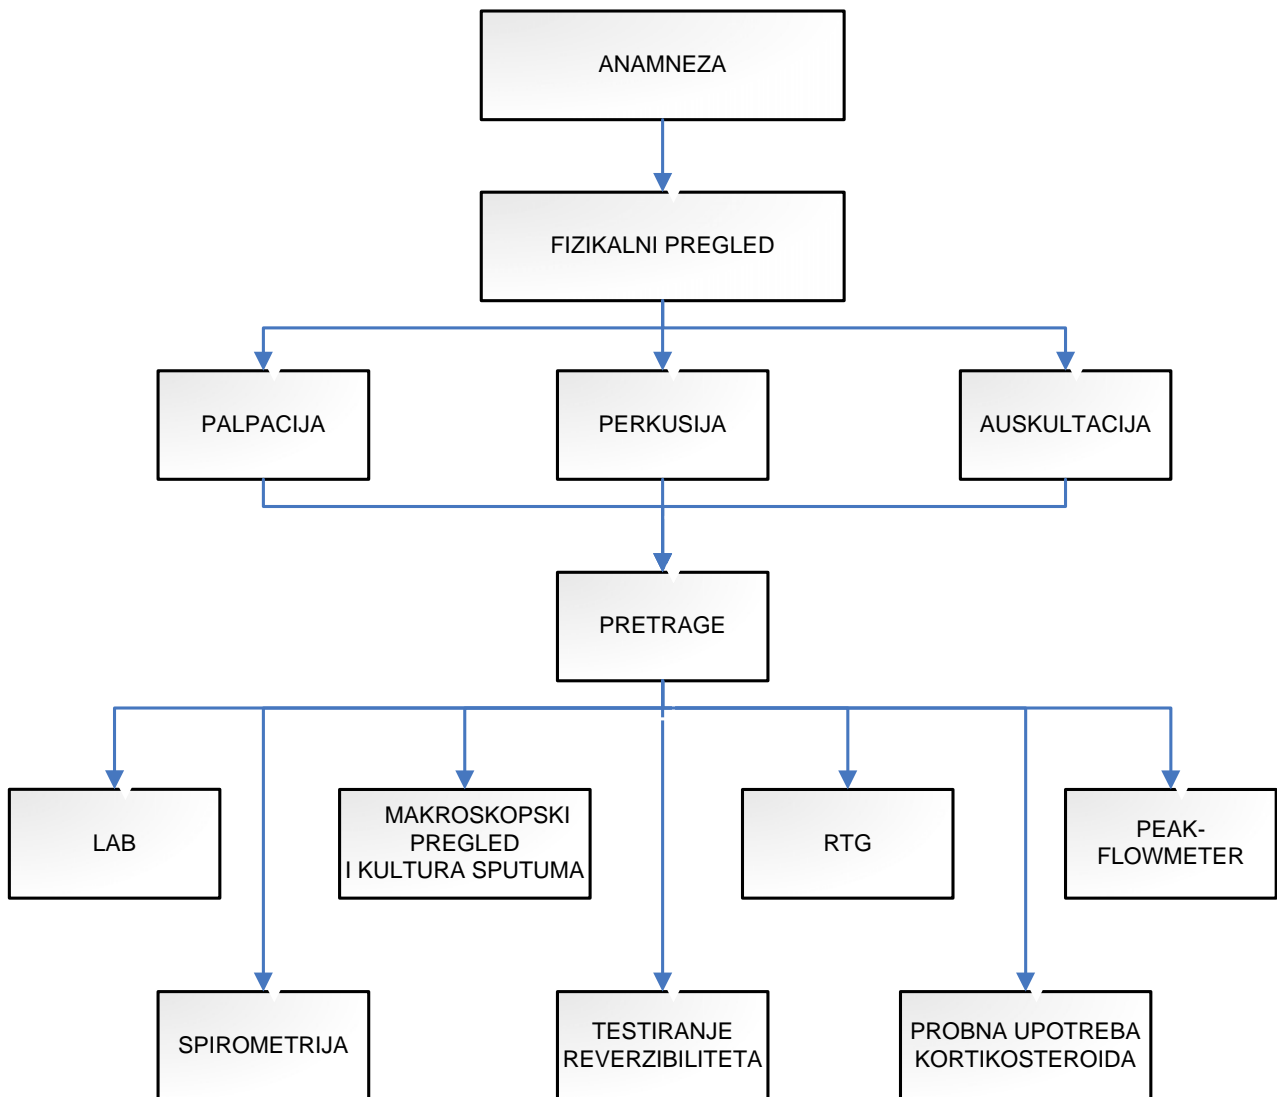 ANAMNEZA
FIZIKALNI PREGLED
PALPACIJA
PERKUSIJA
AUSKULTACIJA
PRETRAGE
LAB
MAKROSKOPSKI
PREGLED
I KULTURA SPUTUMA
RTG
PEAK-
FLOWMETER
SPIROMETRIJA
TESTIRANJE
REVERZIBILITETA
PROBNA UPOTREBA
KORTIKOSTEROIDA